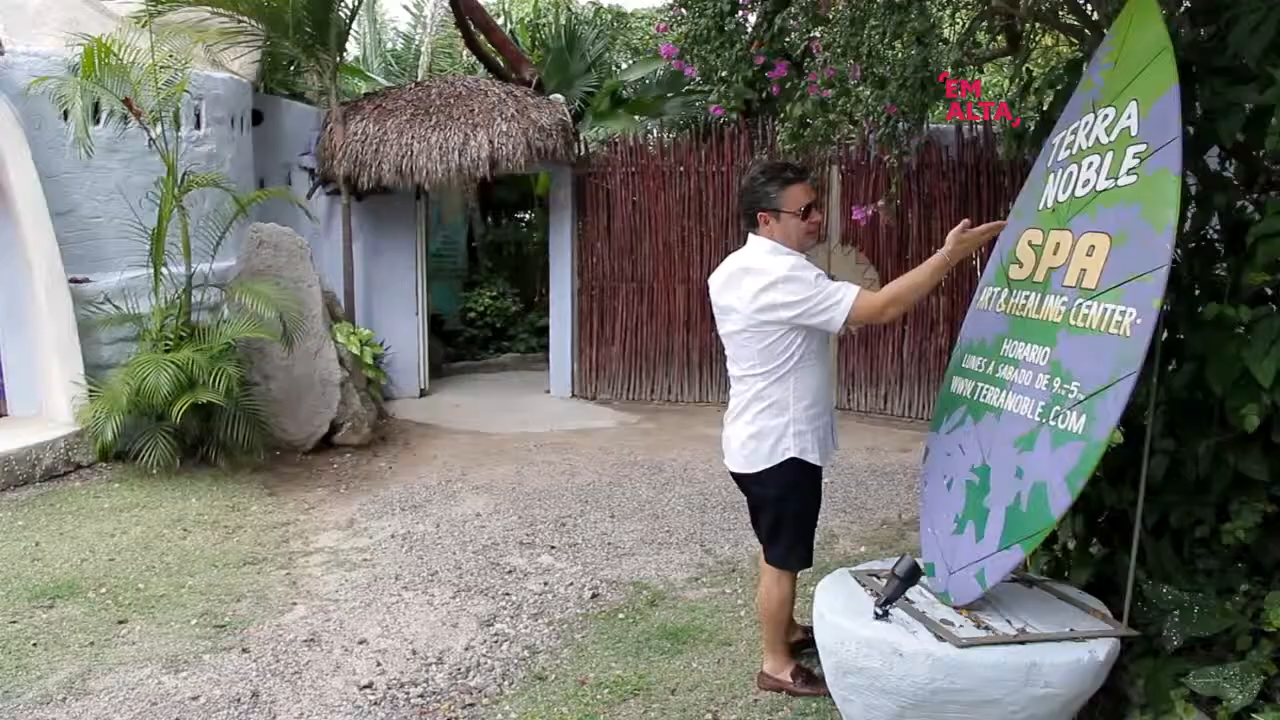 'EM
ALTA,
TERRA
NOBLE
SPA
ART & HEALING CENTER
HORARIO
LUNES A SABADO DE 9 - 5
WWW.TERRANOBLE.COM